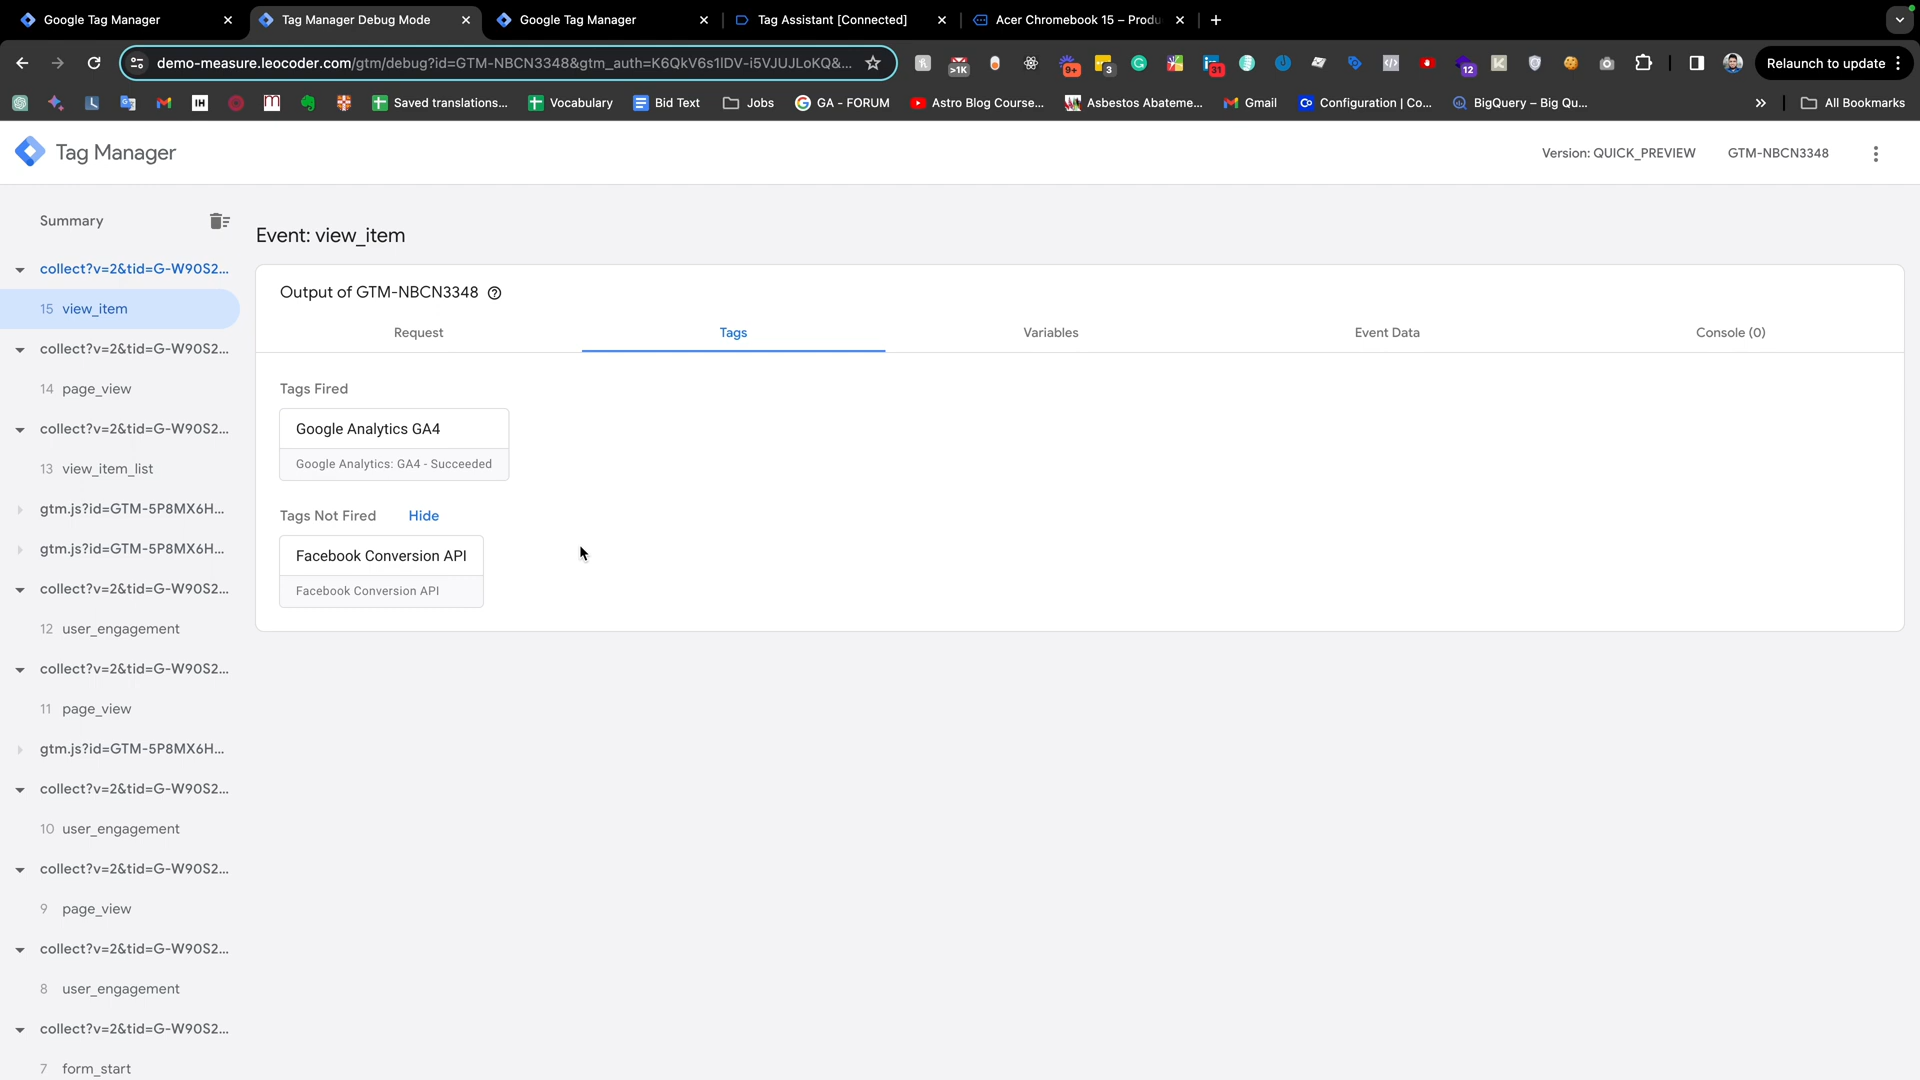 Google Tag Manager
Tag Manager Debug Mode
Google Tag Manager
Tag Assistant [Connected]
Acer Chromebook 15 – Produ
demo-measure.leocoder.com/gtm/debug?id=GTM-NBCN3348&gtm_auth=K6QkV6s1IDV-i5VJUJLoKQ&...
>1K
9+
3
31
12
Relaunch to update
IH
Saved translations...
Vocabulary
Bid Text
Jobs
GA - FORUM
Astro Blog Course...
Asbestos Abateme...
Gmail
Configuration | Co...
BigQuery – Big Qu...
»
All Bookmarks
Tag Manager
Version: QUICK_PREVIEW
GTM-NBCN3348
Summary
collect?v=2&tid=G-W90S2...
15 view_item
collect?v=2&tid=G-W90S2...
14 page_view
collect?v=2&tid=G-W90S2...
13 view_item_list
gtm.js?id=GTM-5P8MX6H...
gtm.js?id=GTM-5P8MX6H...
collect?v=2&tid=G-W90S2...
12 user_engagement
collect?v=2&tid=G-W90S2...
11 page_view
gtm.js?id=GTM-5P8MX6H...
collect?v=2&tid=G-W90S2...
10 user_engagement
collect?v=2&tid=G-W90S2...
9 page_view
collect?v=2&tid=G-W90S2...
8 user_engagement
collect?v=2&tid=G-W90S2...
7 form_start
Event: view_item
Output of GTM-NBCN3348
Request
Tags
Variables
Event Data
Console (0)
Tags Fired
Google Analytics GA4
Google Analytics: GA4 - Succeeded
Tags Not Fired
Hide
Facebook Conversion API
Facebook Conversion API